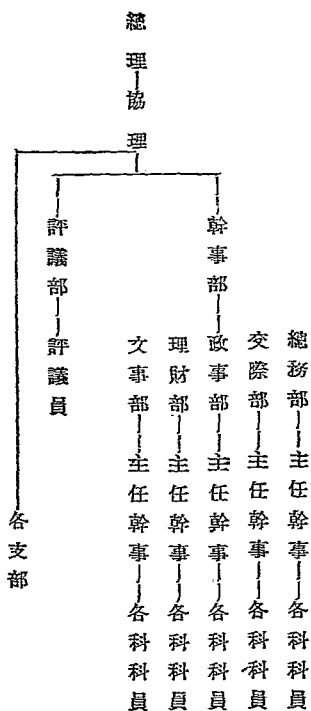 總理
協理
幹事部
總務部 主任幹事 各科科員
交際部 主任幹事 各科科員
政事部 主任幹事 各科科員
理財部 主任幹事 各科科員
文事部 主任幹事 各科科員
評議部 評議員
各支部